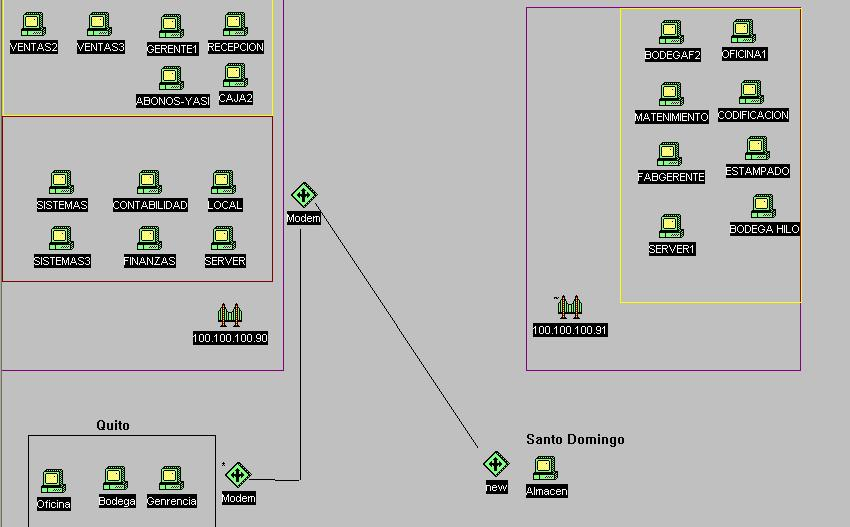 VENTAS2
VENTAS3
GERENTE1
RECEPCION
ABONOS-YASI
CAJA2
SISTEMAS
CONTABILIDAD
LOCAL
SISTEMAS3
FINANZAS
SERVER
100.100.100.90
Modem
BODEGAF2
OFICINA1
MATENIMIENTO
CODIFICACION
FABGERENTE
ESTAMPADO
SERVER1
BODEGA HILO
~
100.100.100.91
Quito
Oficina
Bodega
Genrencia
*
Modem
Santo Domingo
new
Almacen